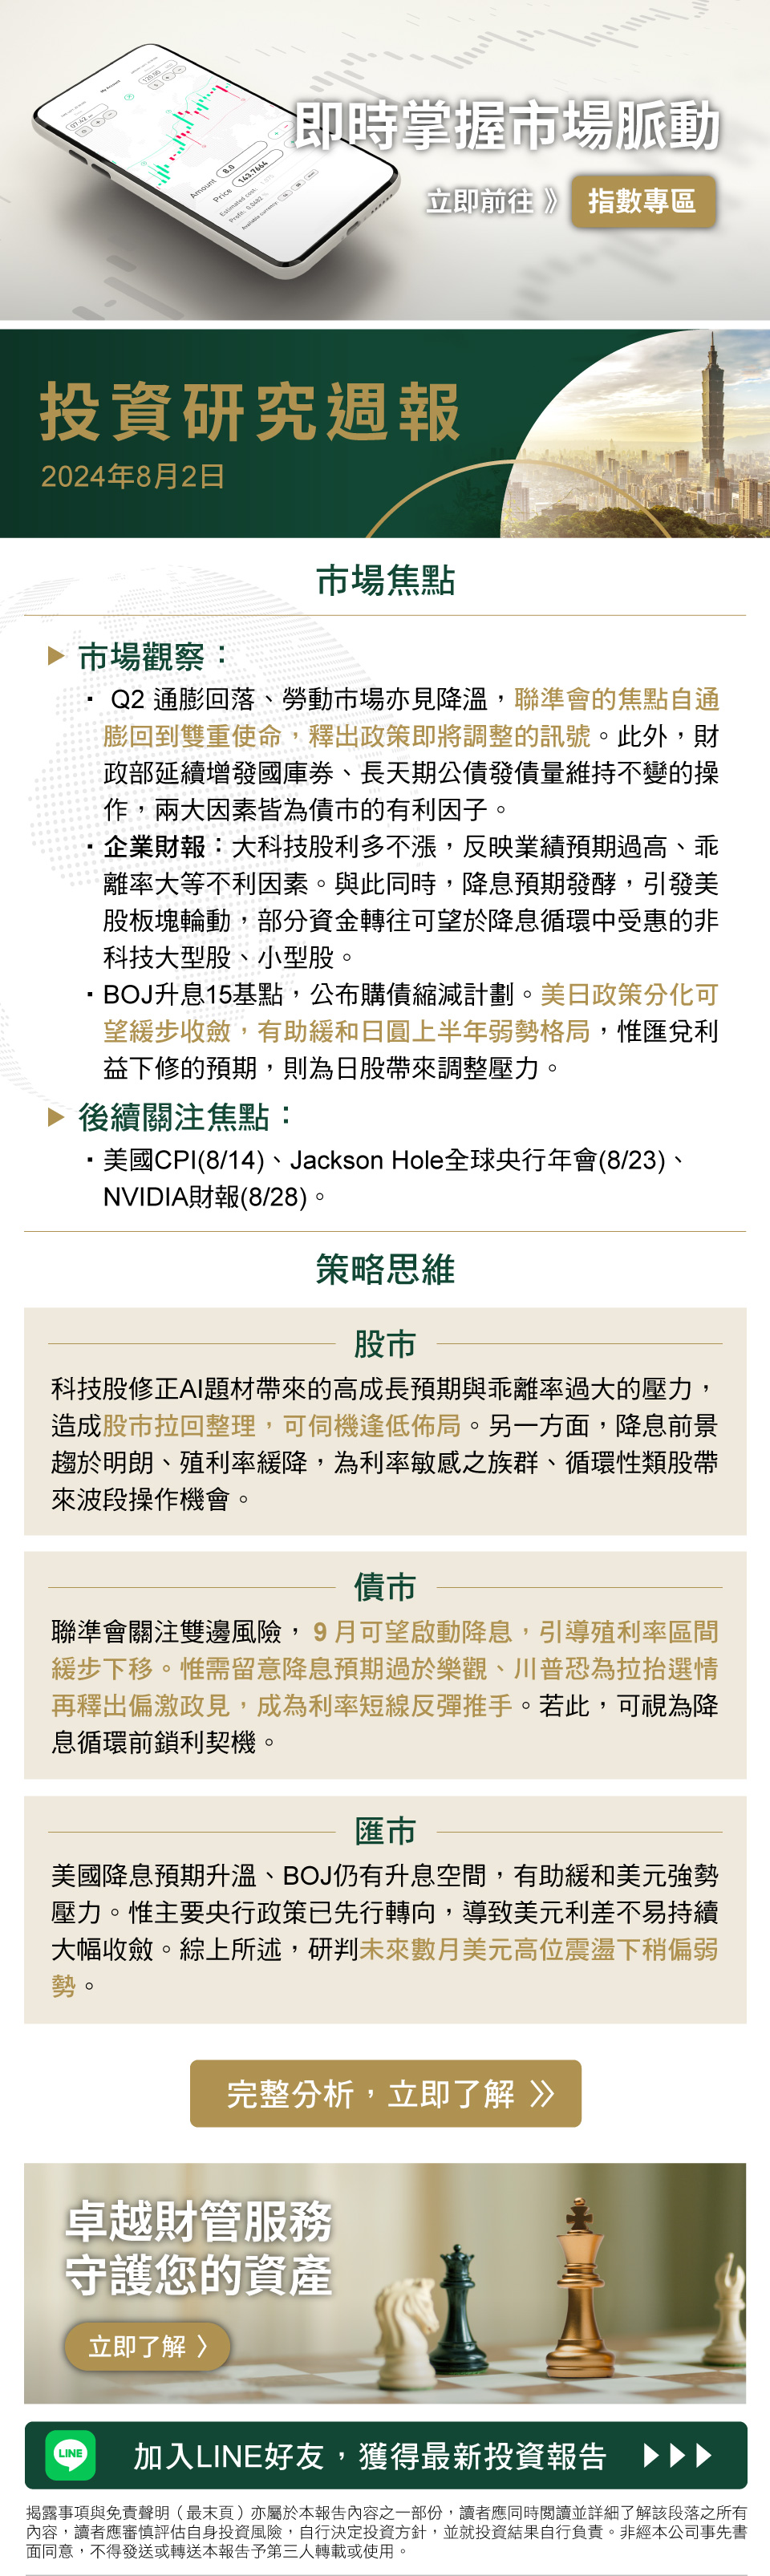 My Account
120.00
07.43
Amount 8.0
Price 143.7664
Estimated cost:
Profit: 0.0482 %
Available currency:
即時掌握市場脈動
立即前往 》 指數專區
投資研究週報
2024年8月2日
市場焦點
▶ 市場觀察：
· Q2 通膨回落、勞動市場亦見降溫，聯準會的焦點自通
膨回到雙重使命，釋出政策即將調整的訊號。此外，財
政部延續增發國庫券、長天期公債發債量維持不變的操
作，兩大因素皆為債市的有利因子。
· 企業財報：大科技股利多不漲，反映業績預期過高、乖
離率大等不利因素。與此同時，降息預期發酵，引發美
股板塊輪動，部分資金轉往可望於降息循環中受惠的非
科技大型股、小型股。
· BOJ升息15基點，公布購債縮減計劃。美日政策分化可
望緩步收斂，有助緩和日圓上半年弱勢格局，惟匯兌利
益下修的預期，則為日股帶來調整壓力。
▶ 後續關注焦點：
· 美國CPI(8/14)、Jackson Hole全球央行年會(8/23)、
NVIDIA財報(8/28)。
策略思維
股市
科技股修正AI題材帶來的高成長預期與乖離率過大的壓力，
造成股市拉回整理，可伺機逢低佈局。另一方面，降息前景
趨於明朗、殖利率緩降，為利率敏感之族群、循環性類股帶
來波段操作機會。
債市
聯準會關注雙邊風險， 9 月可望啟動降息，引導殖利率區間
緩步下移。惟需留意降息預期過於樂觀、川普恐為拉抬選情
再釋出偏激政見，成為利率短線反彈推手。若此，可視為降
息循環前鎖利契機。
匯市
美國降息預期升溫、BOJ仍有升息空間，有助緩和美元強勢
壓力。惟主要央行政策已先行轉向，導致美元利差不易持續
大幅收斂。綜上所述，研判未來數月美元高位震盪下稍偏弱
勢。
完整分析，立即了解 》
卓越財管服務
守護您的資產
立即了解 〉
LINE 加入LINE好友，獲得最新投資報告 ▶▶▶
揭露事項與免責聲明（最末頁）亦屬於本報告內容之一部份，讀者應同時閱讀並詳細了解該段落之所有
內容，讀者應審慎評估自身投資風險，自行決定投資方針，並就投資結果自行負責。非經本公司事先書
面同意，不得發送或轉送本報告予第三人轉載或使用。